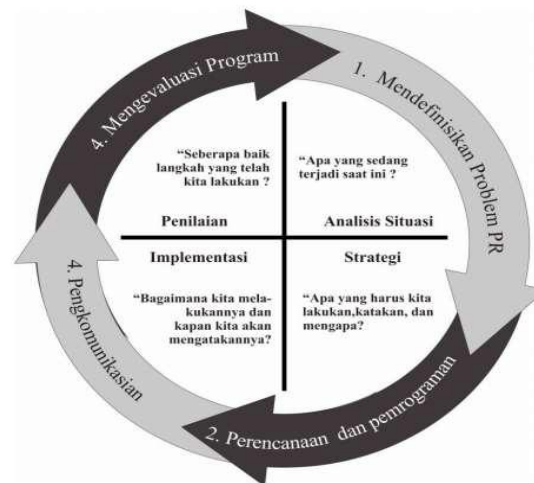 4. Mengevaluasi Program
1. Mendefinisikan Problem PR
“Seberapa baik
langkah yang telah
kita lakukan ?
“Apa yang sedang
terjadi saat ini ?
Penilaian
Analisis Situasi
Implementasi
Strategi
“Bagaimana kita mela-
kukannya dan
kapan kita akan
mengatakannya?
“Apa yang harus kita
lakukan,katakan, dan
mengapa?
4. Pengkomunikasian
2. Perencanaan dan pemrograman